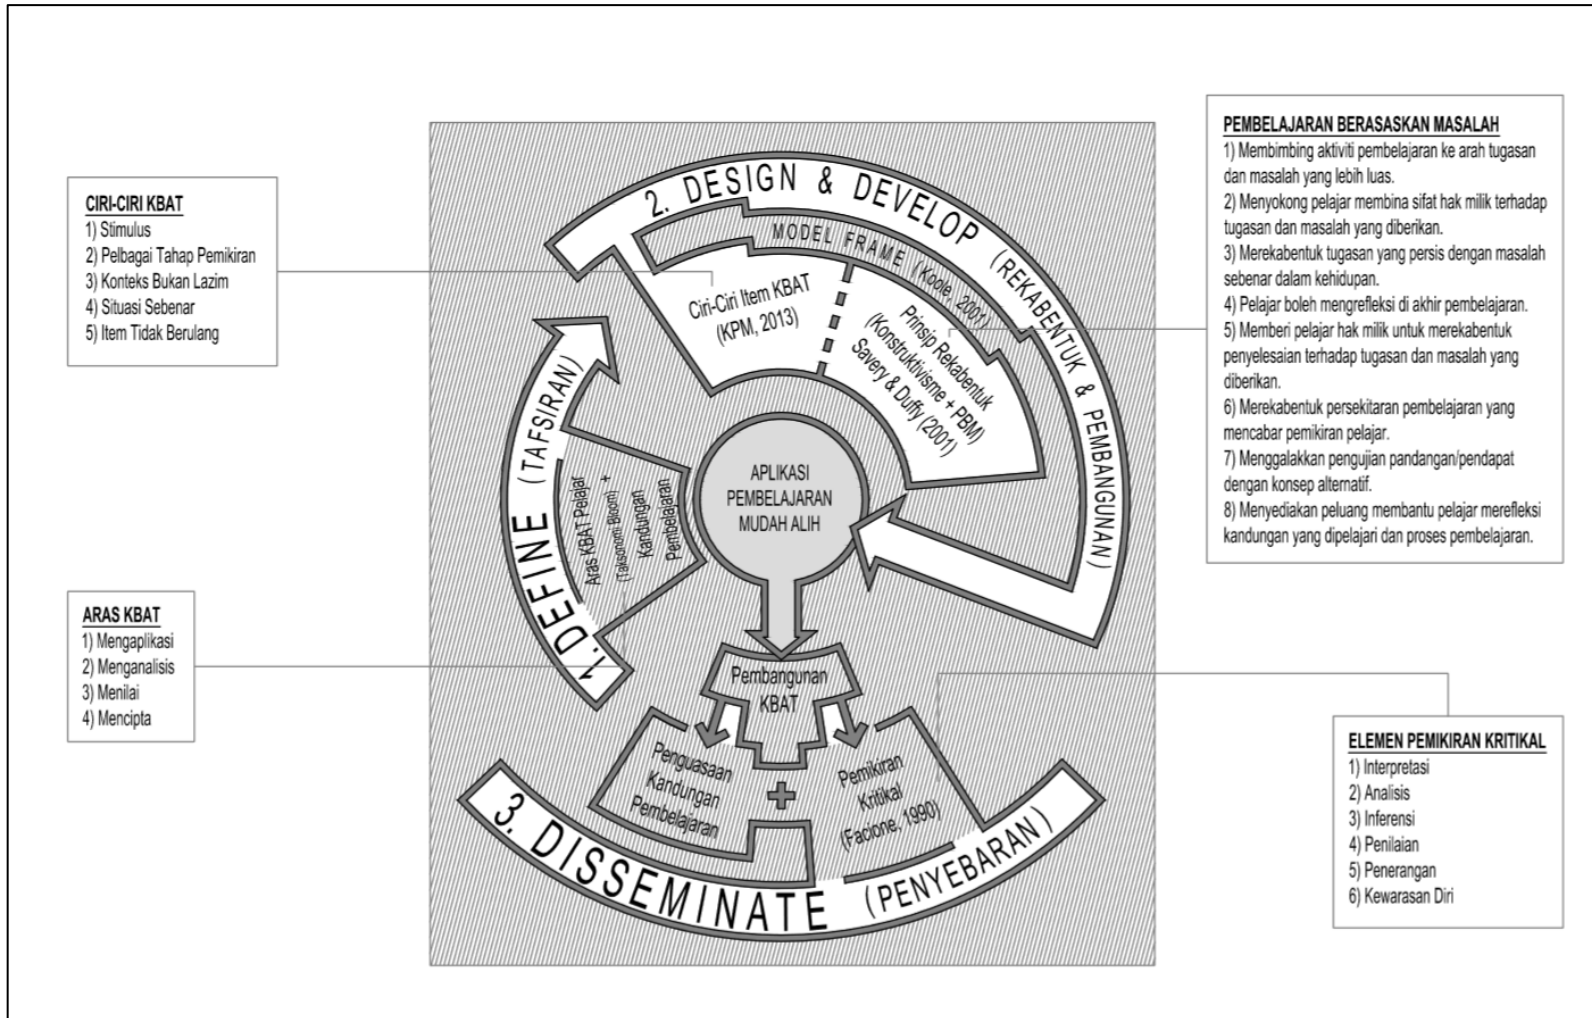 CIRI-CIRI KBAT
1) Stimulus
2) Pelbagai Tahap Pemikiran
3) Konteks Bukan Lazim
4) Situasi Sebenar
5) Item Tidak Berulang
ARAS KBAT
1) Mengaplikasi
2) Menganalisis
3) Menilai
4) Mencipta
1. DEFINE (TAFSIRAN)
Aras KBAT Pelajar
(Taksonomi Bloom) +
Kandungan
Pembelajaran
2. DESIGN & DEVELOP (REKABENTUK & PEMBANGUNAN)
MODEL FRAME (Koole, 2001)
Ciri-Ciri Item KBAT
(KPM, 2013)
Prinsip Rekabentuk
(Konstruktivisme + PBM)
Savery & Duffy (2001)
APLIKASI
PEMBELAJARAN
MUDAH ALIH
Pembangunan
KBAT
Penguasaan
Kandungan
Pembelajaran
+
Pemikiran
Kritikal
(Facione, 1990)
3. DISSEMINATE (PENYEBARAN)
PEMBELAJARAN BERASASKAN MASALAH
1) Membimbing aktiviti pembelajaran ke arah tugasan
dan masalah yang lebih luas.
2) Menyokong pelajar membina sifat hak milik terhadap
tugasan dan masalah yang diberikan.
3) Merekabentuk tugasan yang persis dengan masalah
sebenar dalam kehidupan.
4) Pelajar boleh mengrefleksi di akhir pembelajaran.
5) Memberi pelajar hak milik untuk merekabentuk
penyelesaian terhadap tugasan dan masalah yang
diberikan.
6) Merekabentuk persekitaran pembelajaran yang
mencabar pemikiran pelajar.
7) Menggalakkan pengujian pandangan/pendapat
dengan konsep alternatif.
8) Menyediakan peluang membantu pelajar merefleksi
kandungan yang dipelajari dan proses pembelajaran.
ELEMEN PEMIKIRAN KRITIKAL
1) Interpretasi
2) Analisis
3) Inferensi
4) Penilaian
5) Penerangan
6) Kewarasan Diri